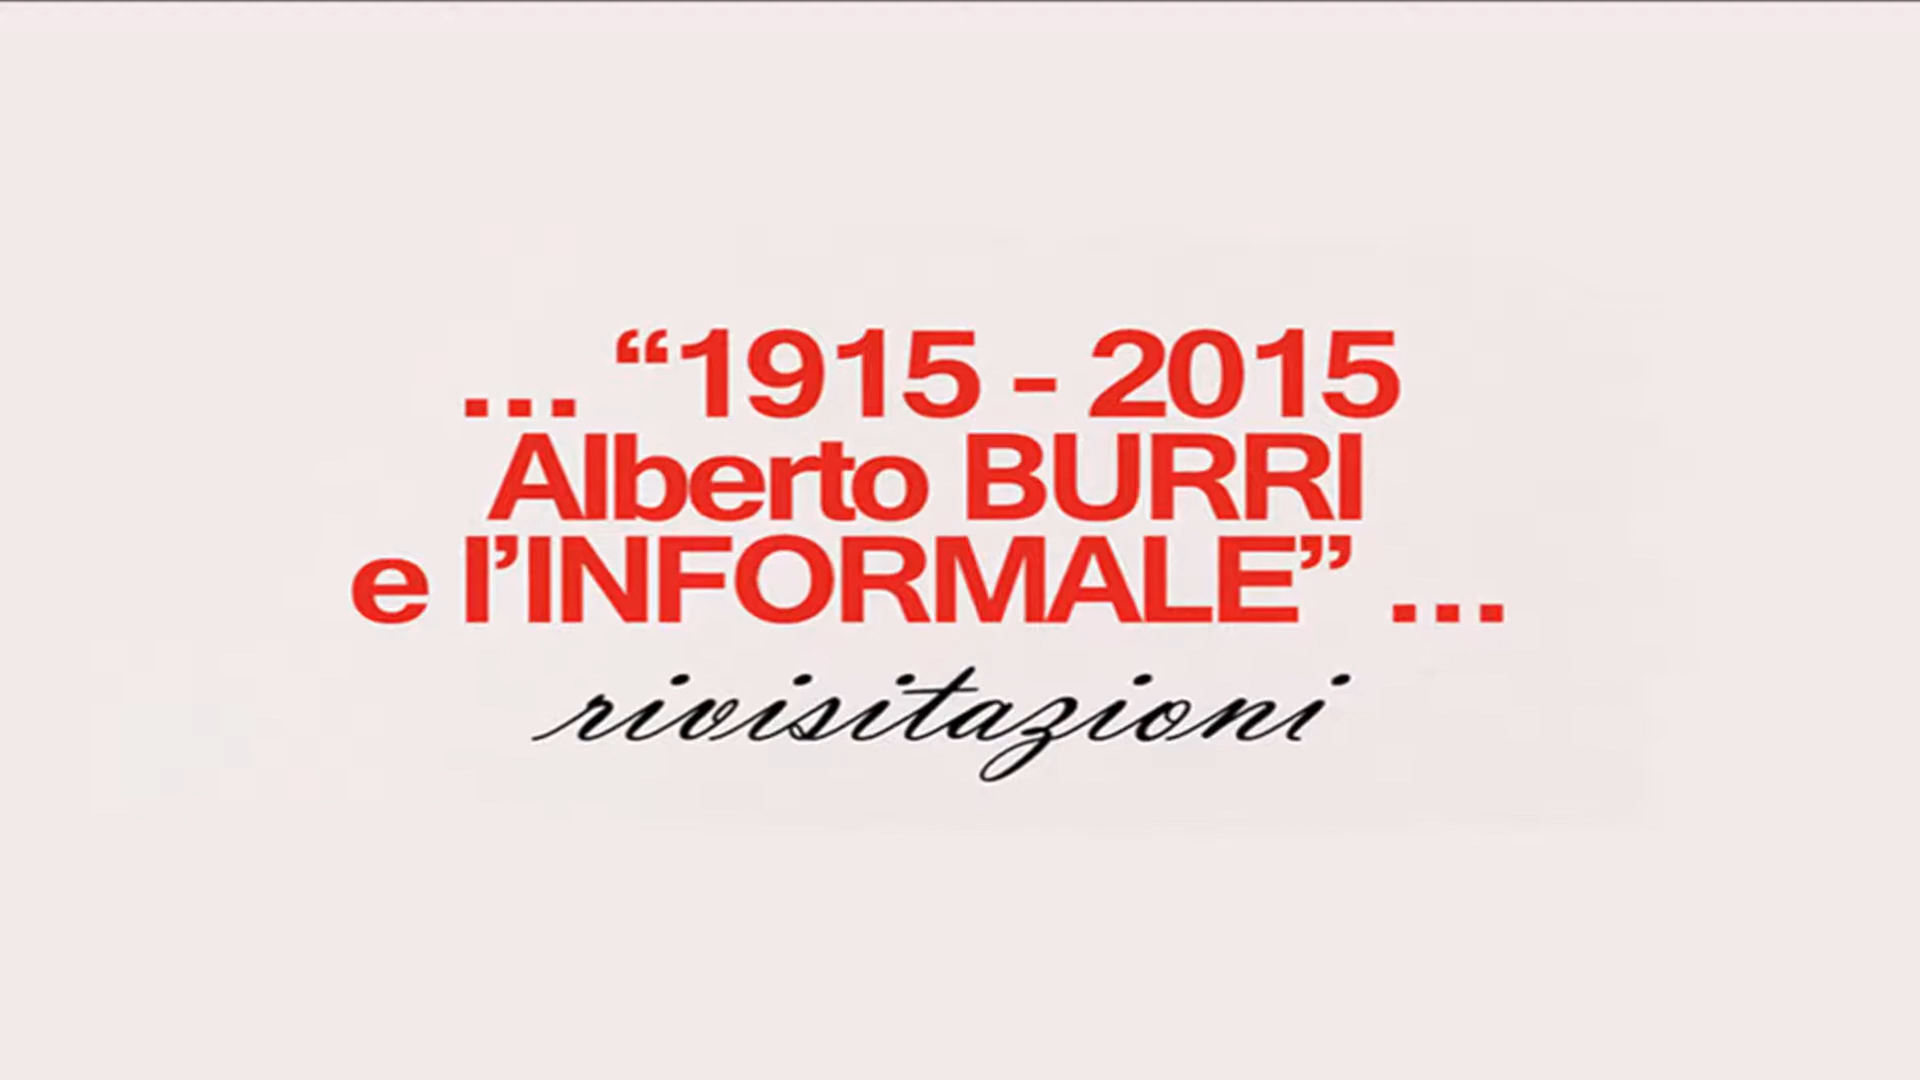 ... “1915 - 2015
Alberto BURRI
e l’INFORMALE” ...
rivisitazioni